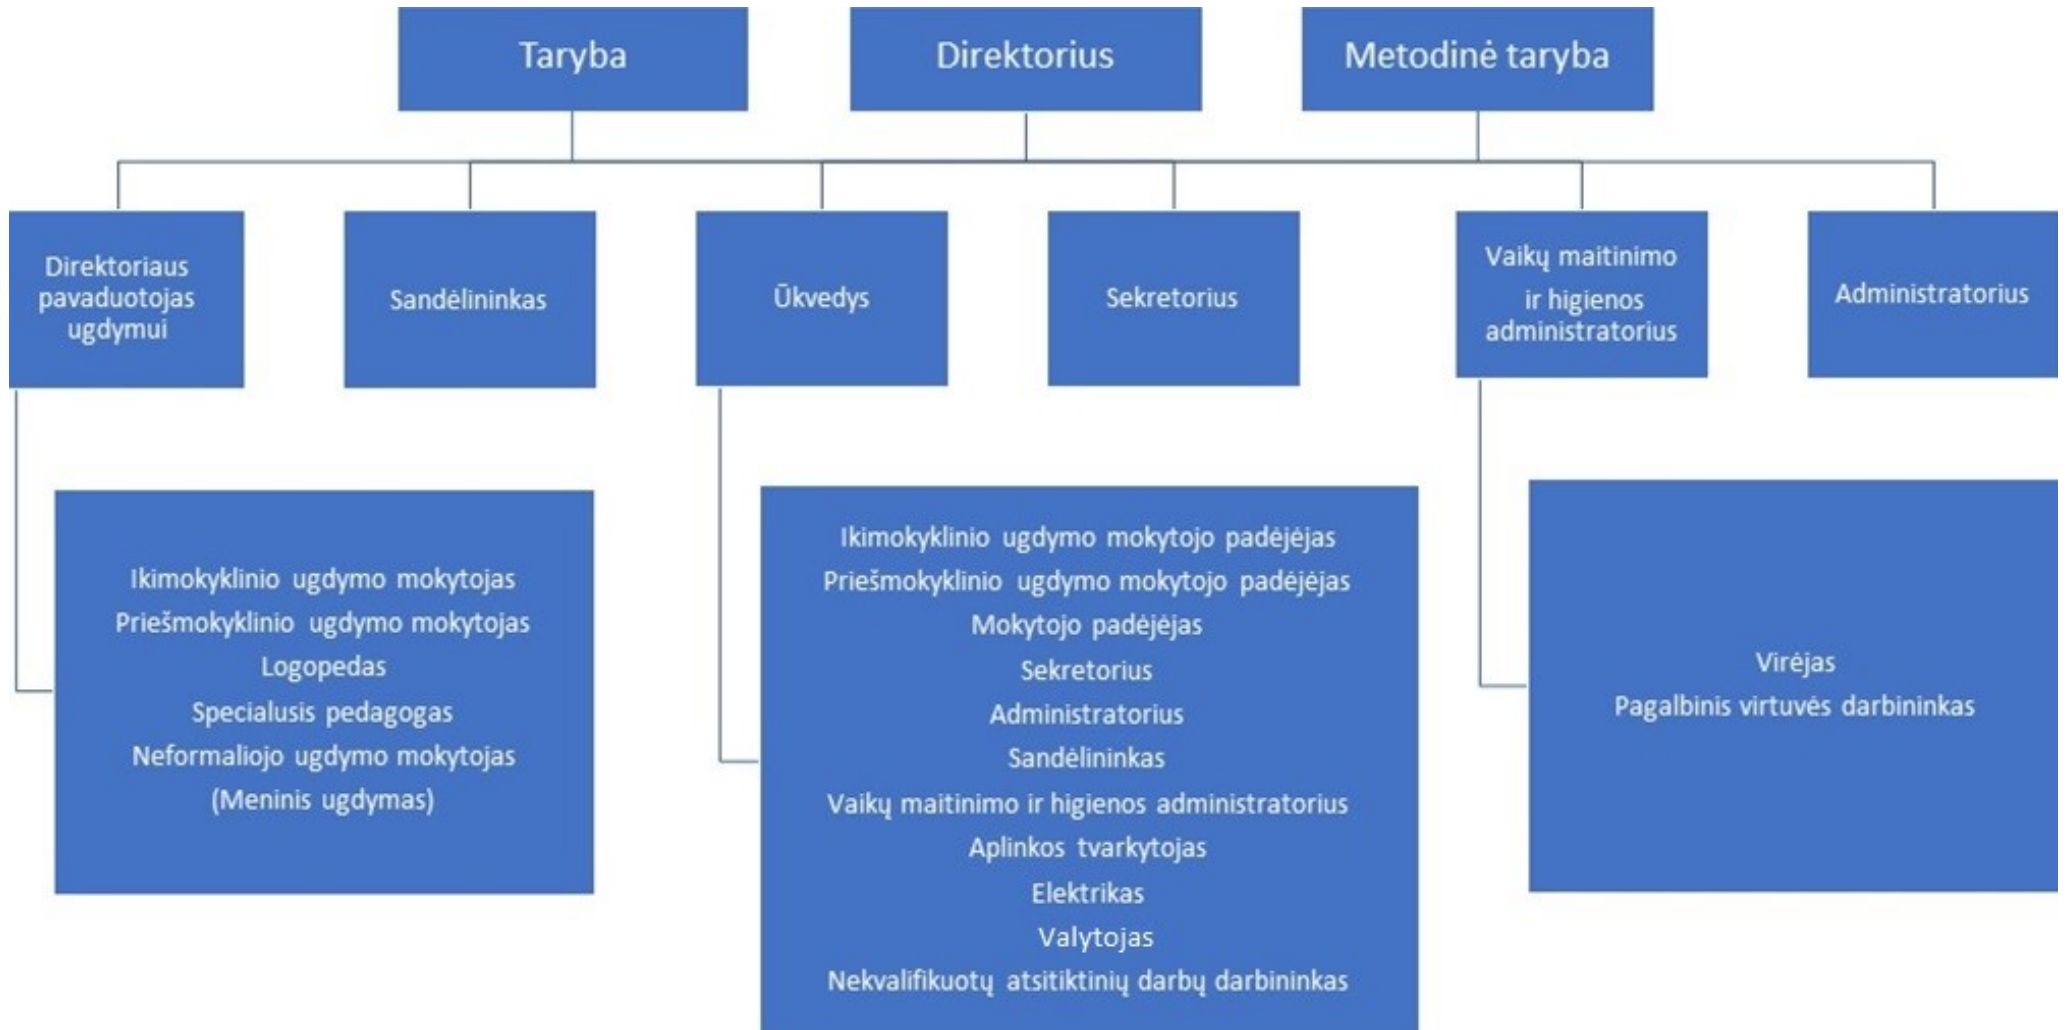 Taryba
Direktorius
Metodinė taryba
Direktoriaus
pavaduotojas
ugdymui
Sandėlininkas
Ūkvedys
Sekretorius
Vaikų maitinimo
ir higienos
administratorius
Administratorius
Ikimokyklinio ugdymo mokytojas
Priešmokyklinio ugdymo mokytojas
Logopedas
Specialusis pedagogas
Neformaliojo ugdymo mokytojas
(Meninis ugdymas)
Ikimokyklinio ugdymo mokytojo padėjėjas
Priešmokyklinio ugdymo mokytojo padėjėjas
Mokytojo padėjėjas
Sekretorius
Administratorius
Sandėlininkas
Vaikų maitinimo ir higienos administratorius
Aplinkos tvarkytojas
Elektrikas
Valytojas
Nekvalifikuotų atsitiktinių darbų darbininkas
Virėjas
Pagalbinis virtuvės darbininkas